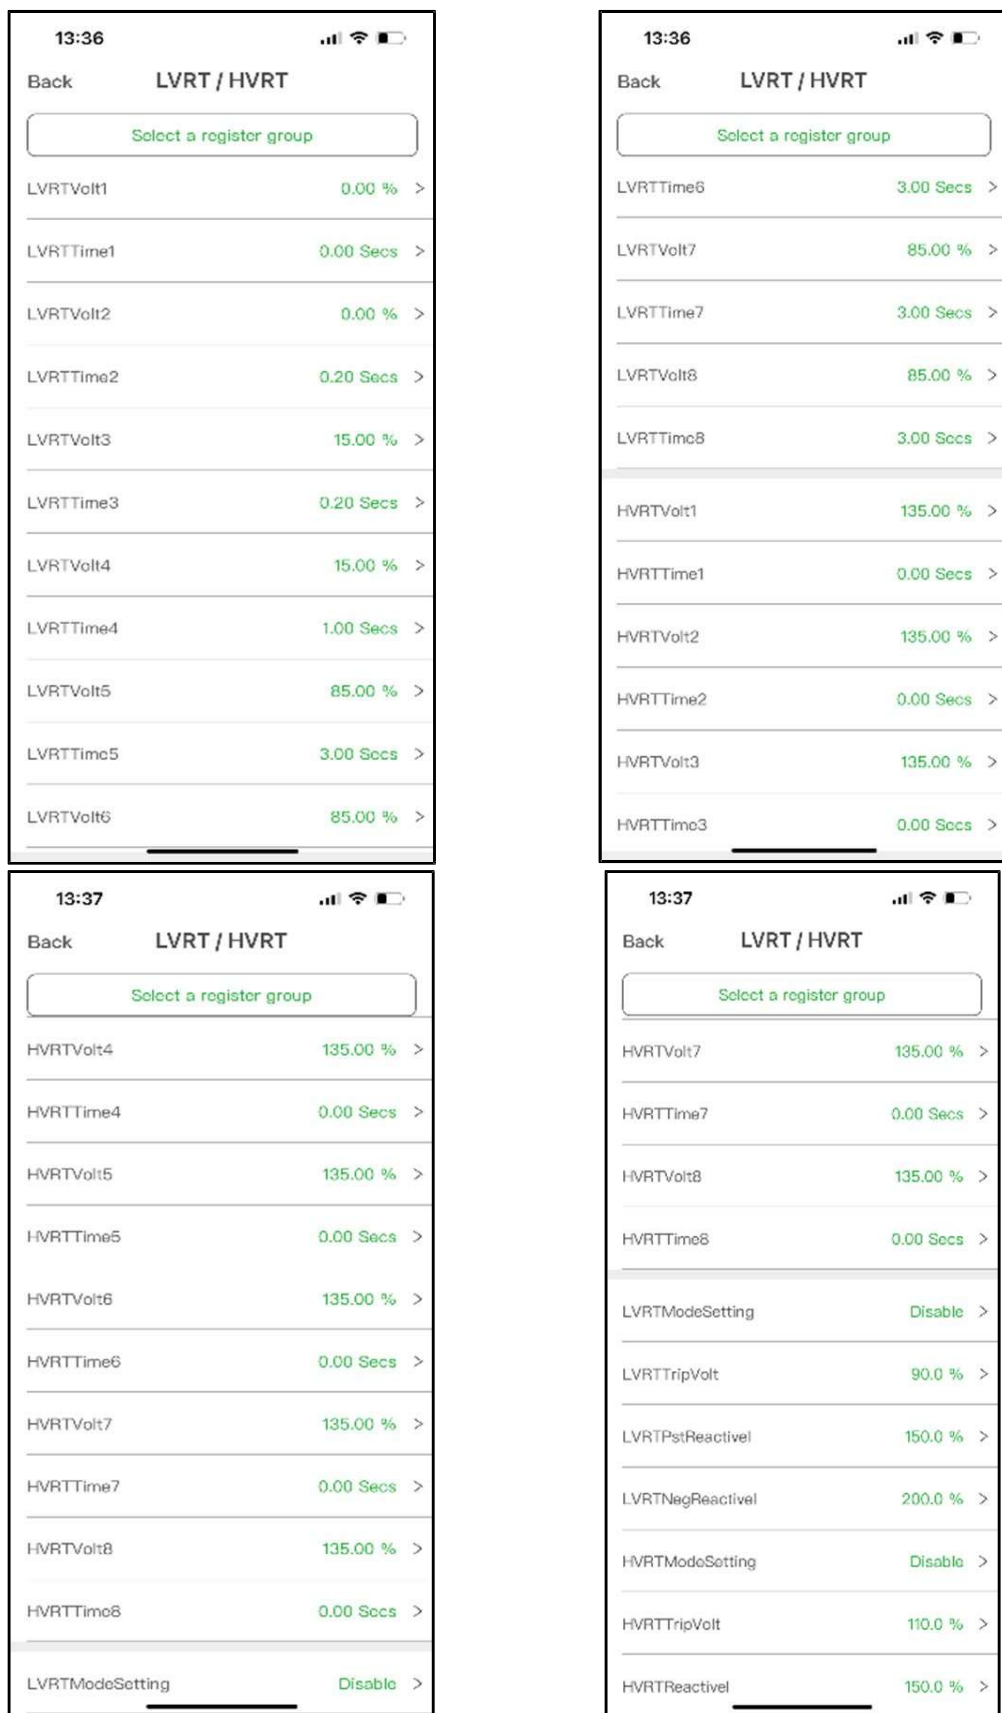 13:36
Back LVRT / HVRT
Select a register group
LVRTVolt1 0.00 % >
LVRTTime1 0.00 Secs >
LVRTVolt2 0.00 % >
LVRTTime2 0.20 Secs >
LVRTVolt3 15.00 % >
LVRTTime3 0.20 Secs >
LVRTVolt4 15.00 % >
LVRTTime4 1.00 Secs >
LVRTVolt5 85.00 % >
LVRTTime5 3.00 Secs >
LVRTVolt6 85.00 % >
13:36
Back LVRT / HVRT
Select a register group
LVRTTime6 3.00 Secs >
LVRTVolt7 85.00 % >
LVRTTime7 3.00 Secs >
LVRTVolt8 85.00 % >
LVRTTime8 3.00 Secs >
HVRTVolt1 135.00 % >
HVRTTime1 0.00 Secs >
HVRTVolt2 135.00 % >
HVRTTime2 0.00 Secs >
HVRTVolt3 135.00 % >
HVRTTime3 0.00 Secs >
13:37
Back LVRT / HVRT
Select a register group
HVRTVolt4 135.00 % >
HVRTTime4 0.00 Secs >
HVRTVolt5 135.00 % >
HVRTTime5 0.00 Secs >
HVRTVolt6 135.00 % >
HVRTTime6 0.00 Secs >
HVRTVolt7 135.00 % >
HVRTTime7 0.00 Secs >
HVRTVolt8 135.00 % >
HVRTTime8 0.00 Secs >
LVRTModeSetting Disable >
13:37
Back LVRT / HVRT
Select a register group
HVRTVolt7 135.00 % >
HVRTTime7 0.00 Secs >
HVRTVolt8 135.00 % >
HVRTTime8 0.00 Secs >
LVRTModeSetting Disable >
LVRTTripVolt 90.0 % >
LVRTPstReactiveI 150.0 % >
LVRTNegReactiveI 200.0 % >
HVRTModeSetting Disable >
HVRTTripVolt 110.0 % >
HVRTReactiveI 150.0 % >